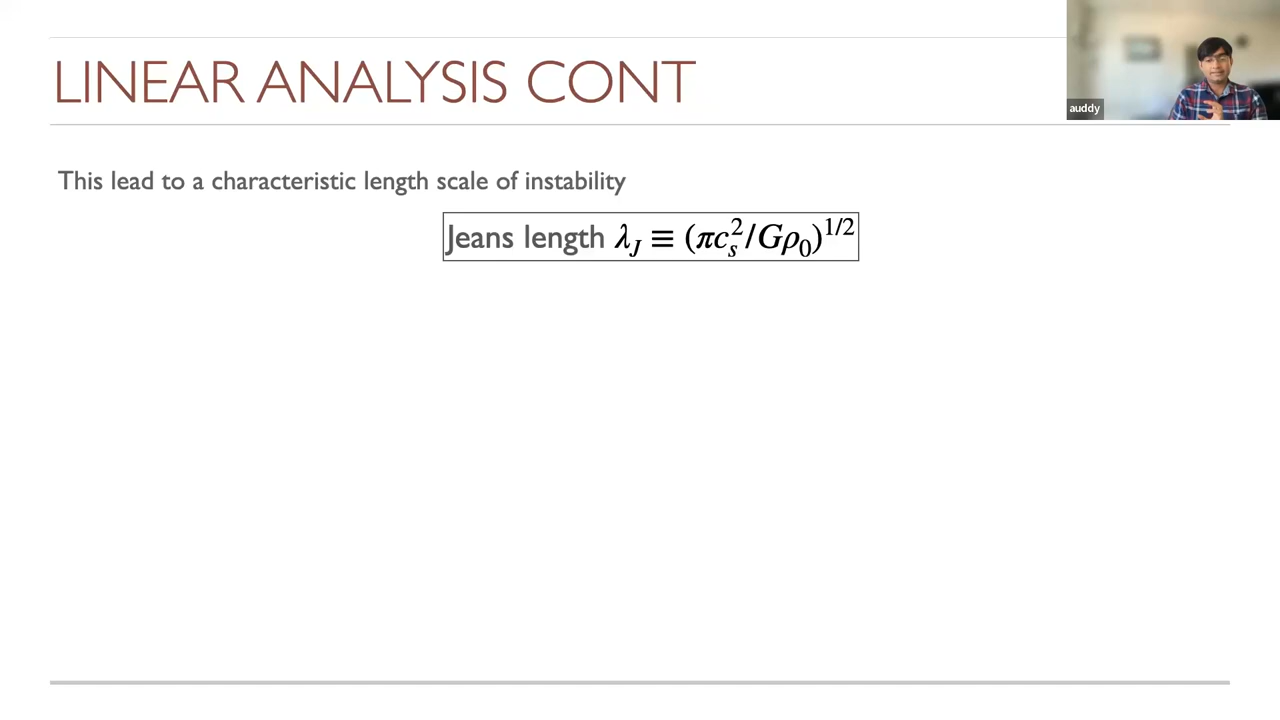 LINEAR ANALYSIS CONT
auddy
This lead to a characteristic length scale of instability
Jeans length λ_J ≡ (πc_s^2/Gρ_0)^{1/2}